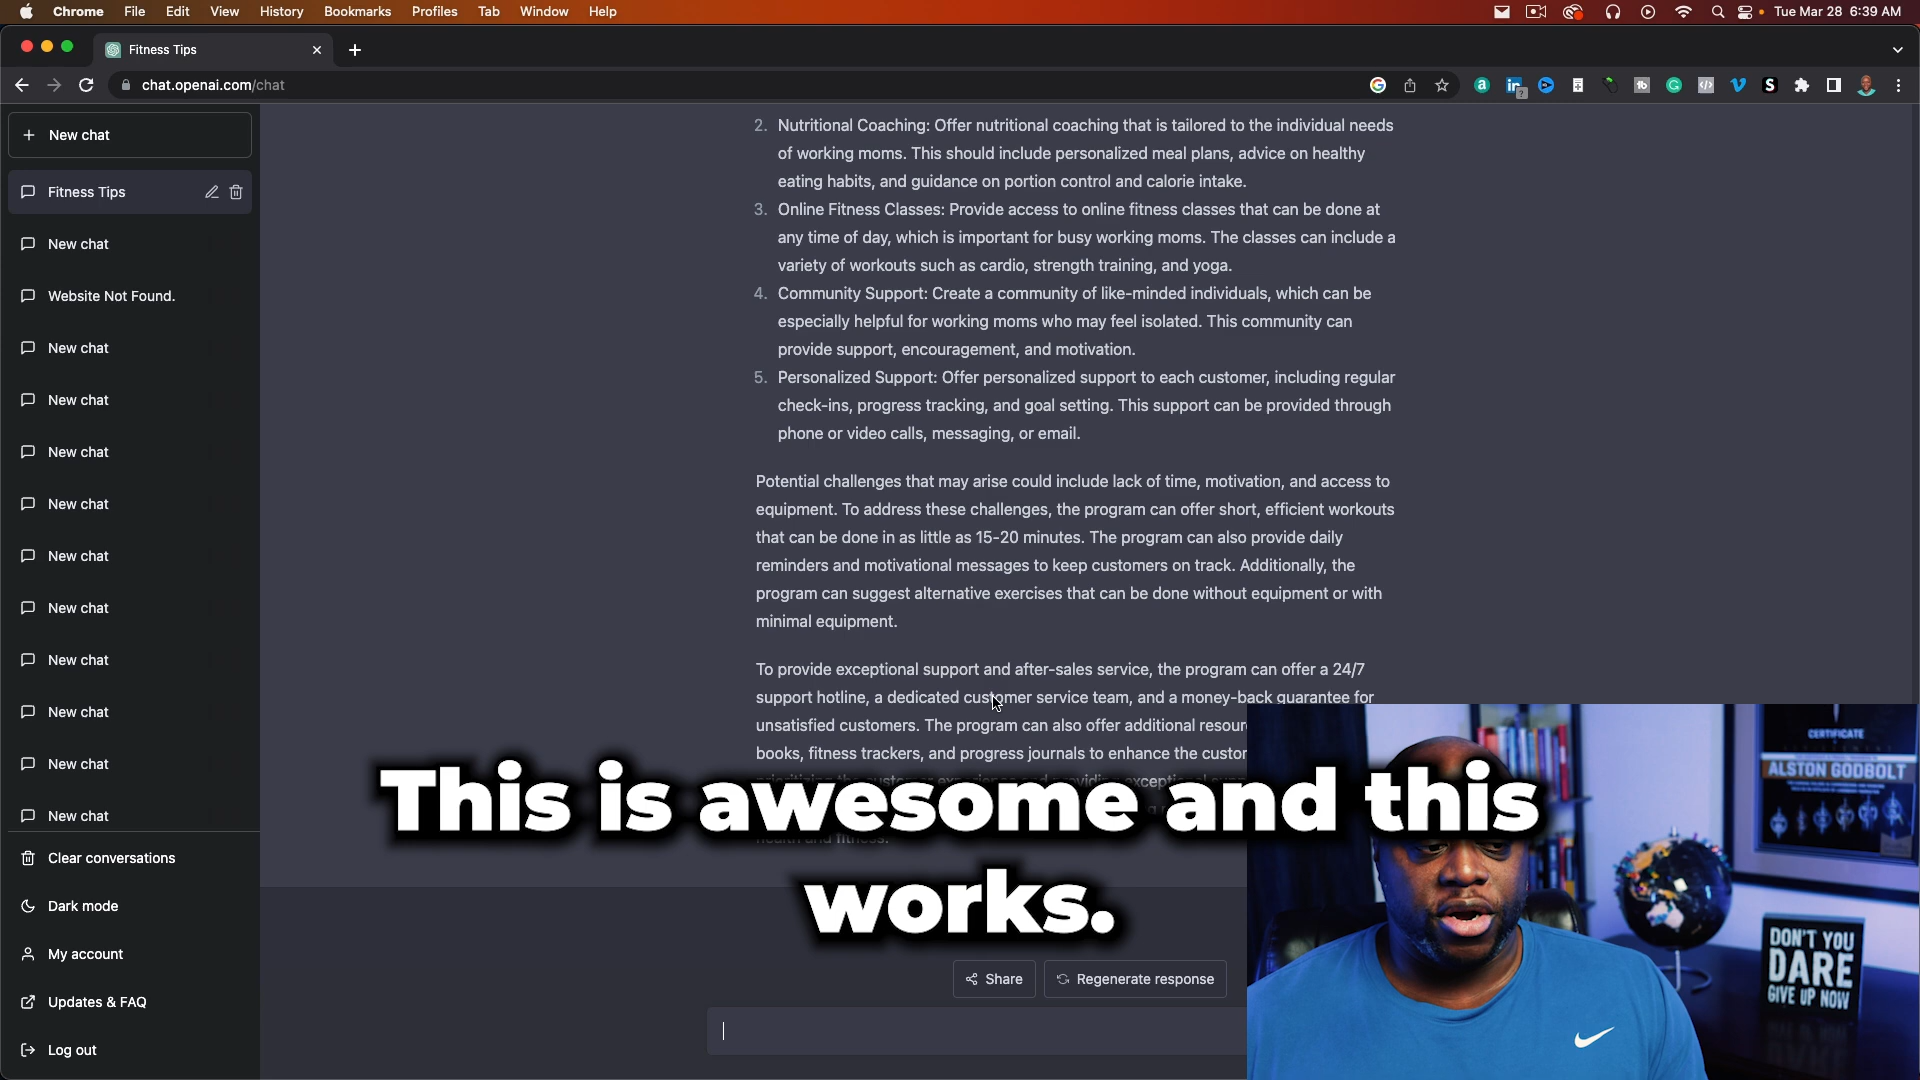 Chrome File Edit View History Bookmarks Profiles Tab Window Help
Tue Mar 28 6:39 AM
Fitness Tips
chat.openai.com/chat
New chat
Fitness Tips
New chat
Website Not Found.
New chat
New chat
New chat
New chat
New chat
New chat
New chat
New chat
New chat
New chat
Clear conversations
Dark mode
My account
Updates & FAQ
Log out
2. Nutritional Coaching: Offer nutritional coaching that is tailored to the individual needs
of working moms. This should include personalized meal plans, advice on healthy
eating habits, and guidance on portion control and calorie intake.
3. Online Fitness Classes: Provide access to online fitness classes that can be done at
any time of day, which is important for busy working moms. The classes can include a
variety of workouts such as cardio, strength training, and yoga.
4. Community Support: Create a community of like-minded individuals, which can be
especially helpful for working moms who may feel isolated. This community can
provide support, encouragement, and motivation.
5. Personalized Support: Offer personalized support to each customer, including regular
check-ins, progress tracking, and goal setting. This support can be provided through
phone or video calls, messaging, or email.
Potential challenges that may arise could include lack of time, motivation, and access to
equipment. To address these challenges, the program can offer short, efficient workouts
that can be done in as little as 15-20 minutes. The program can also provide daily
reminders and motivational messages to keep customers on track. Additionally, the
program can suggest alternative exercises that can be done without equipment or with
minimal equipment.
To provide exceptional support and after-sales service, the program can offer a 24/7
support hotline, a dedicated customer service team, and a money-back guarantee for
unsatisfied customers. The program can also offer additional resour
books, fitness trackers, and progress journals to enhance the custor
health and fitness.
This is awesome and this
works.
Share
Regenerate response
CERTIFICATE
ALSTON GODBOLT
DON'T YOU
DARE
GIVE UP NOW